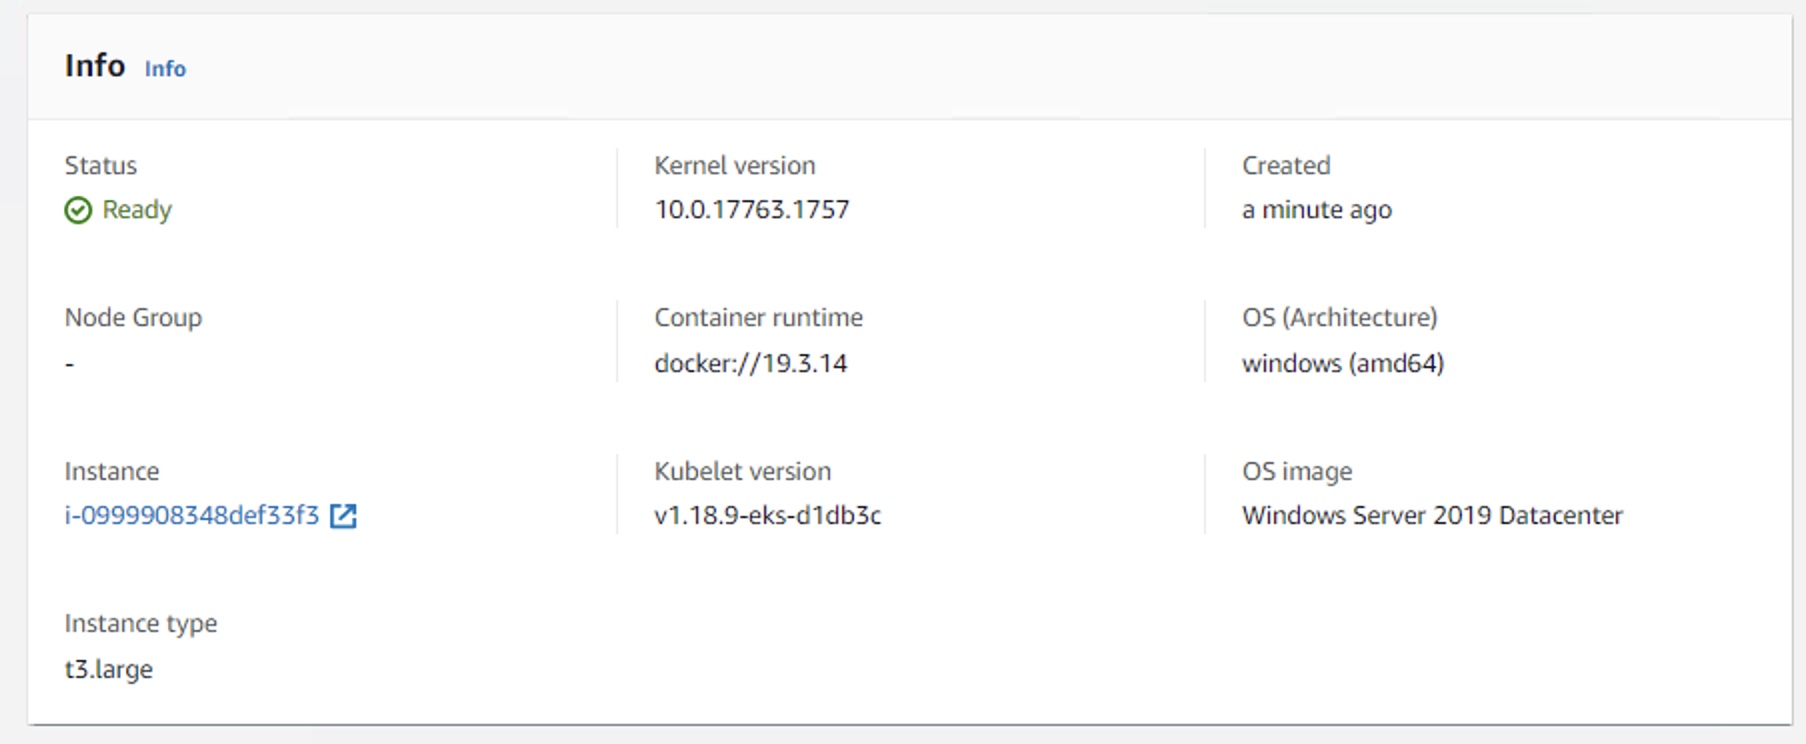 Info Info
Status
Ready
Kernel version
10.0.17763.1757
Created
a minute ago
Node Group
-
Container runtime
docker://19.3.14
OS (Architecture)
windows (amd64)
Instance
i-0999908348def33f3
Kubelet version
v1.18.9-eks-d1db3c
OS image
Windows Server 2019 Datacenter
Instance type
t3.large